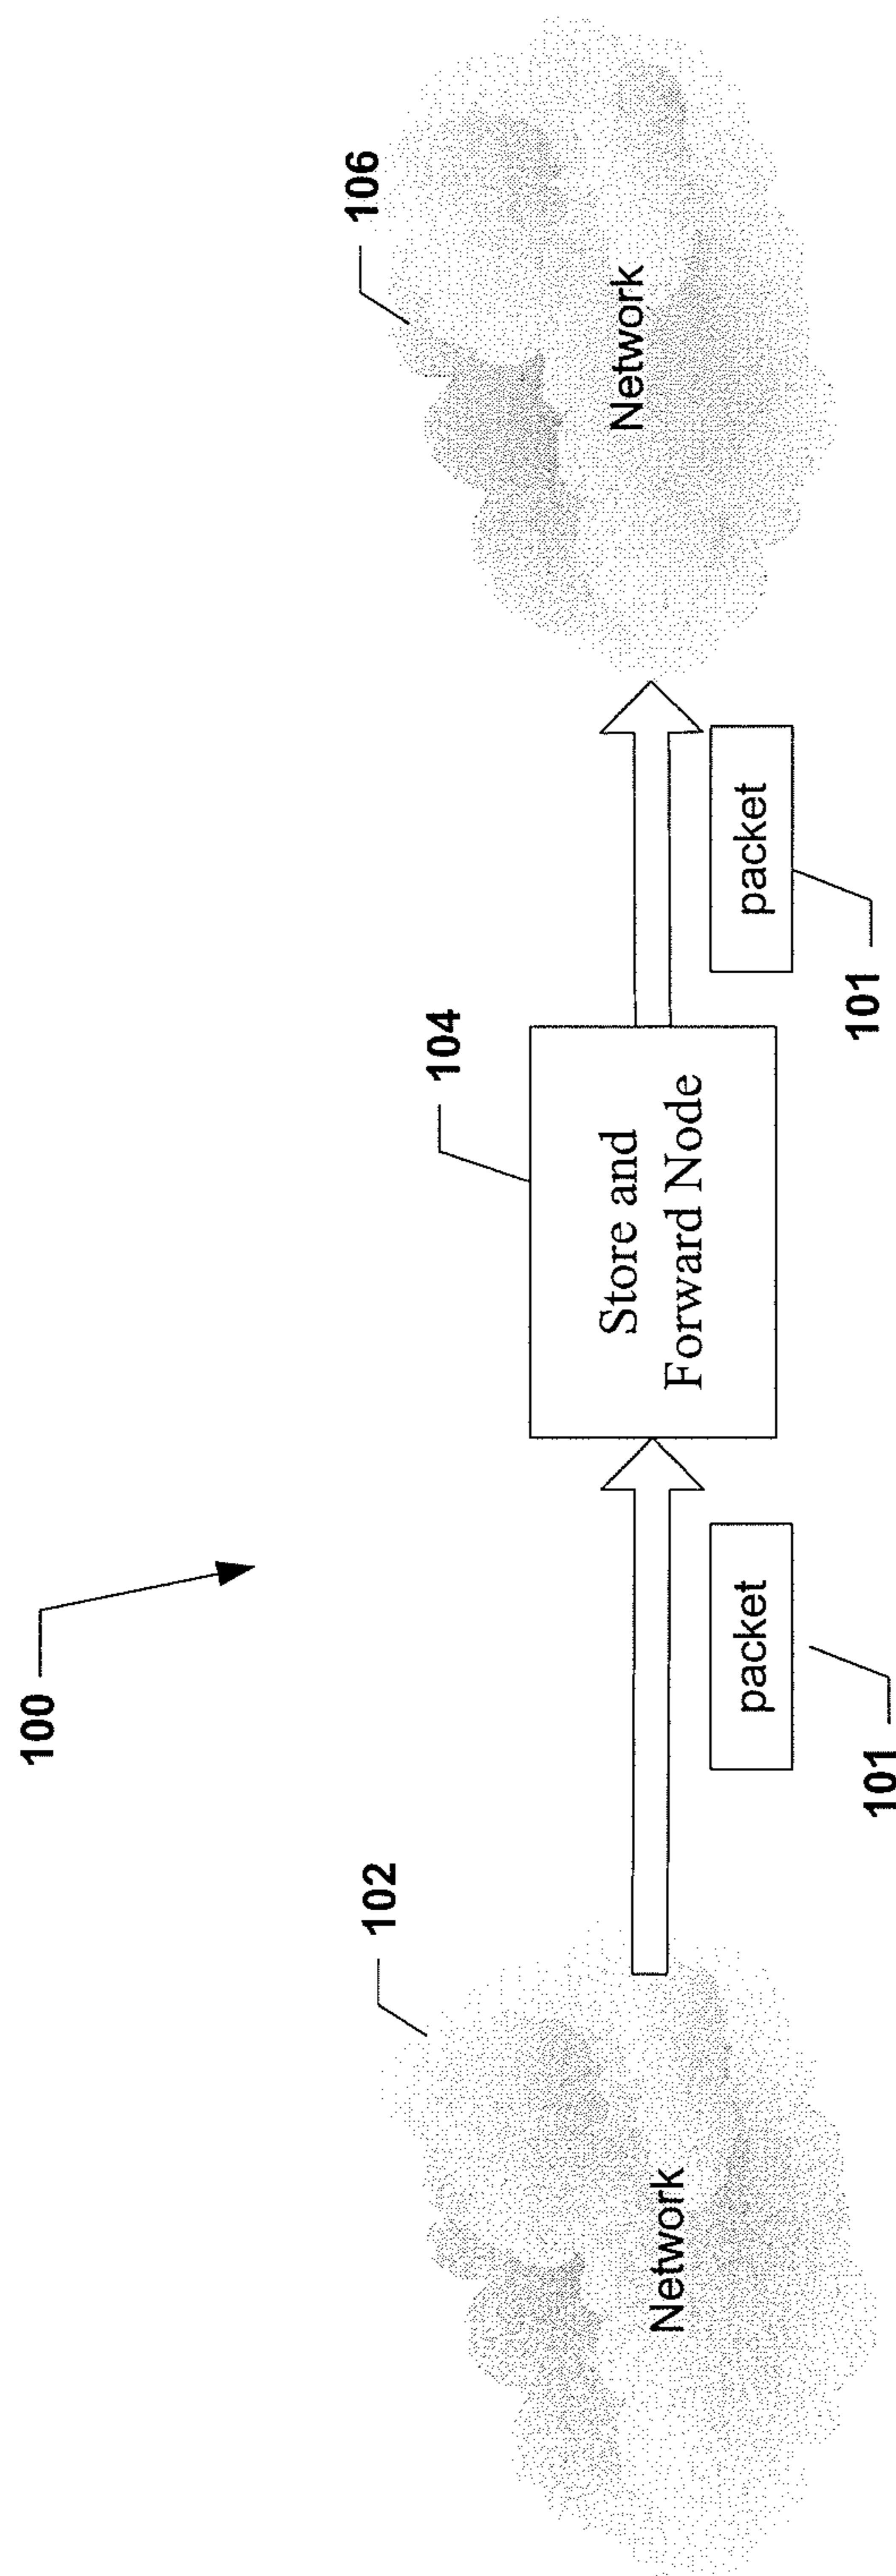 100
102
Network
104
Store and
Forward Node
106
Network
packet
101
packet
101